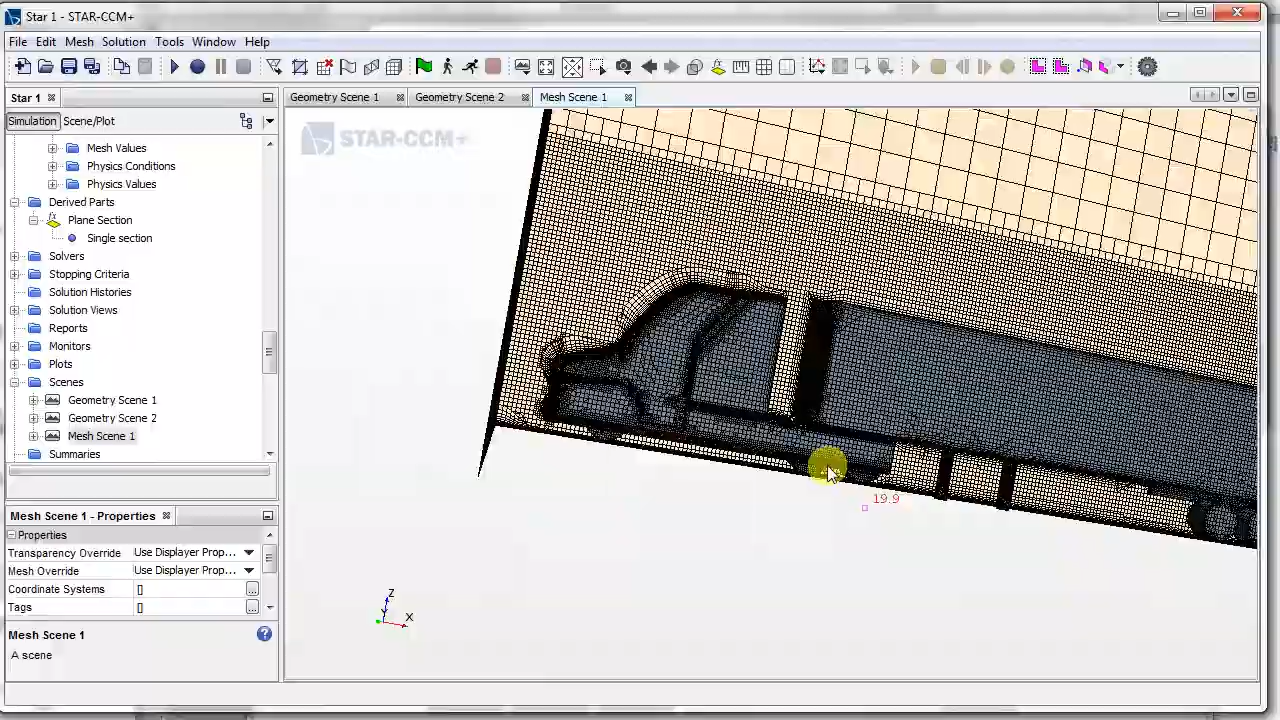 Star 1 - STAR-CCM+
File Edit Mesh Solution Tools Window Help
Star 1
Geometry Scene 1
Geometry Scene 2
Mesh Scene 1
Simulation Scene/Plot
STAR-CCM+
Mesh Values
Physics Conditions
Physics Values
Derived Parts
fx Plane Section
Single section
Solvers
Stopping Criteria
Solution Histories
Solution Views
Reports
Monitors
Plots
Scenes
Geometry Scene 1
Geometry Scene 2
Mesh Scene 1
Summaries
19.9
Mesh Scene 1 - Properties
Properties
Transparency Override Use Displayer Prop...
Mesh Override Use Displayer Prop...
Coordinate Systems []
Tags []
Mesh Scene 1
A scene
Z
Y
X